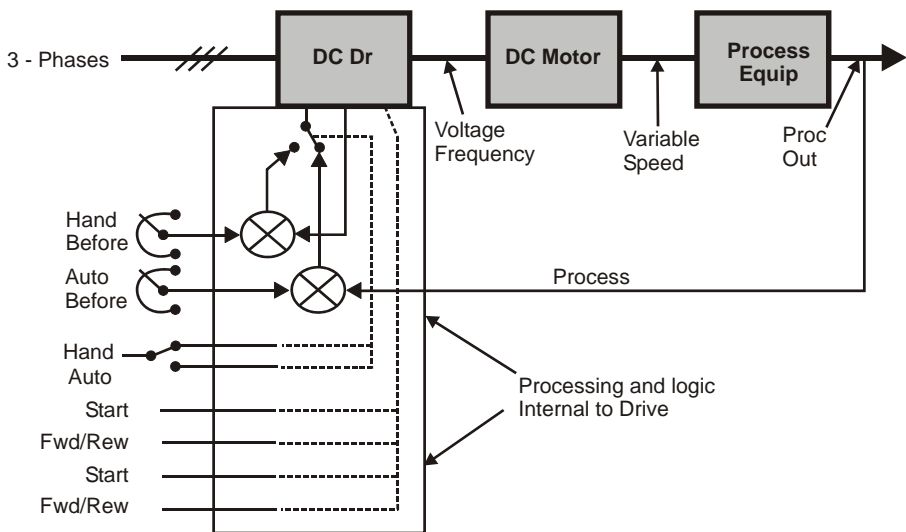 3 - Phases
DC Dr
DC Motor
Process
Equip
Voltage
Frequency
Variable
Speed
Proc
Out
Hand
Before
Auto
Before
Process
Hand
Auto
Processing and logic
Internal to Drive
Start
Fwd/Rew
Start
Fwd/Rew